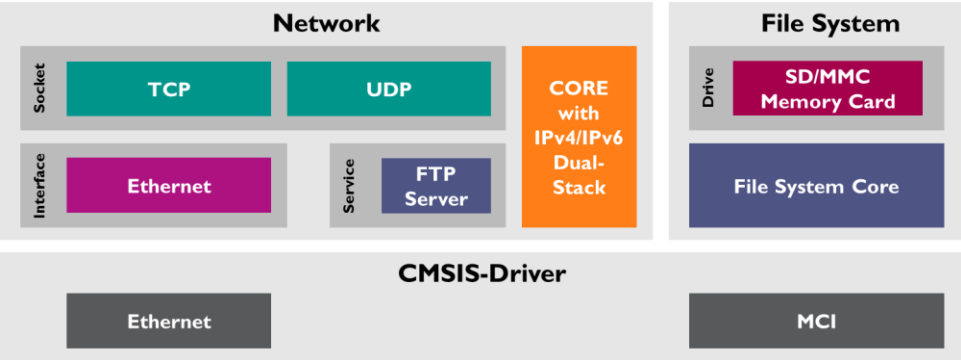 Network
Socket
TCP
UDP
CORE
with
IPv4/IPv6
Dual-
Stack
Interface
Ethernet
Service
FTP
Server
File System
Drive
SD/MMC
Memory Card
File System Core
CMSIS-Driver
Ethernet
MCI